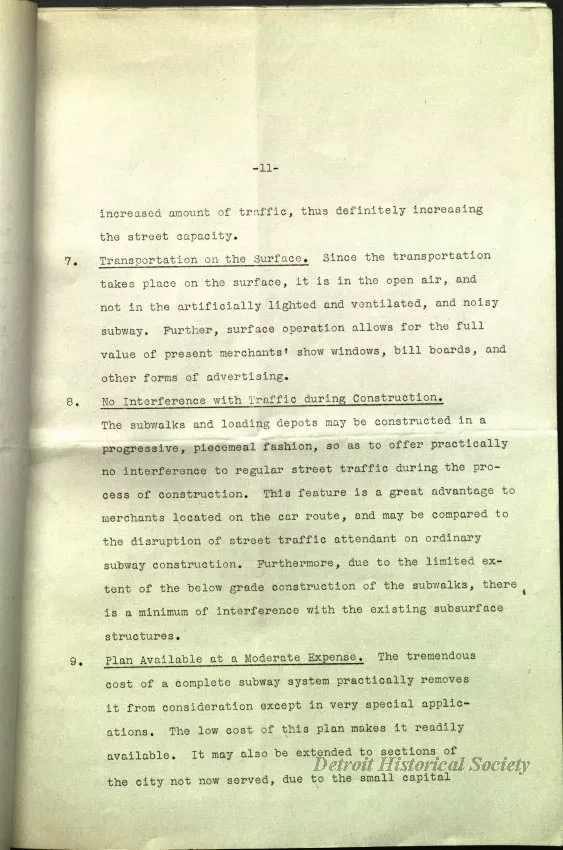 -11-
increased amount of traffic, thus definitely increasing
the street capacity.
7. Transportation on the Surface. Since the transportation
takes place on the surface, it is in the open air, and
not in the artificially lighted and ventilated, and noisy
subway. Further, surface operation allows for the full
value of present merchants' show windows, bill boards, and
other forms of advertising.
8. No Interference with Traffic during Construction.
The subwalks and loading depots may be constructed in a
progressive, piecemeal fashion, so as to offer practically
no interference to regular street traffic during the pro-
cess of construction. This feature is a great advantage to
merchants located on the car route, and may be compared to
the disruption of street traffic attendant on ordinary
subway construction. Furthermore, due to the limited ex-
tent of the below grade construction of the subwalks, there
is a minimum of interference with the existing subsurface
structures.
9. Plan Available at a Moderate Expense. The tremendous
cost of a complete subway system practically removes
it from consideration except in very special applic-
ations. The low cost of this plan makes it readily
available. It may also be extended to sections of
Detroit Historical Society
the city not now served, due to the small capital